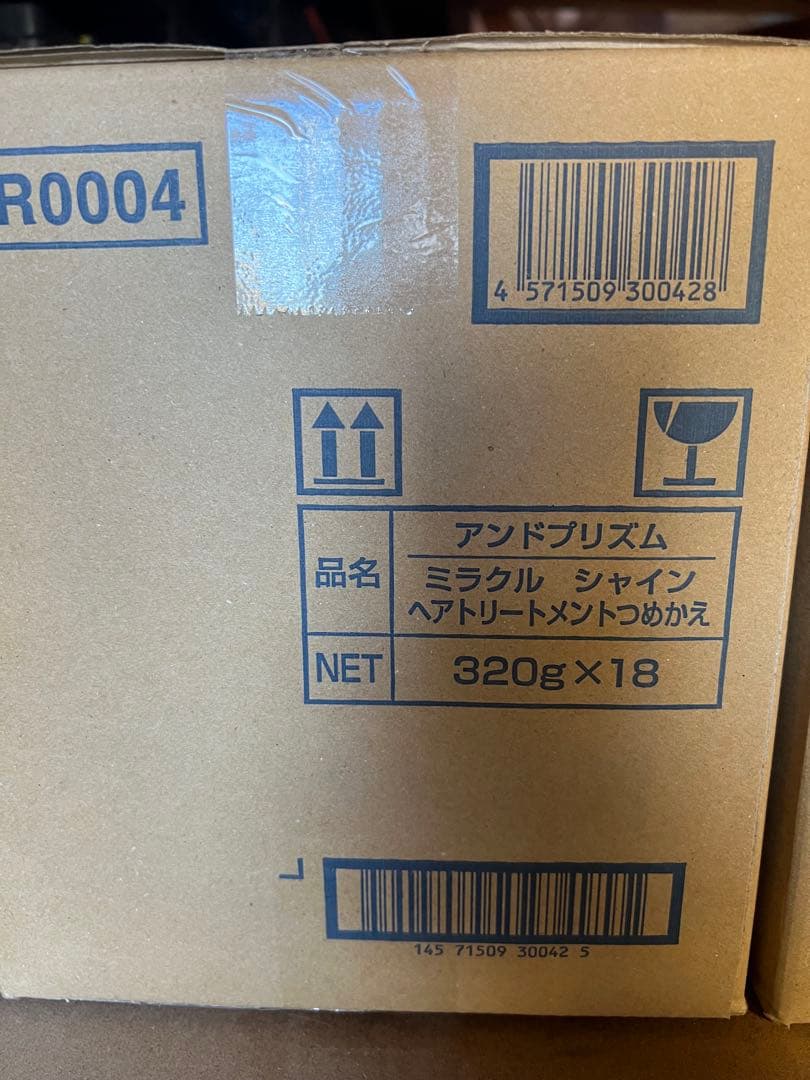 R0004
4 571509 300428
品名
アンドプリズム
ミラクル シャイン
ヘアトリートメントつめかえ
NET
320g×18
145 71509 30042 5